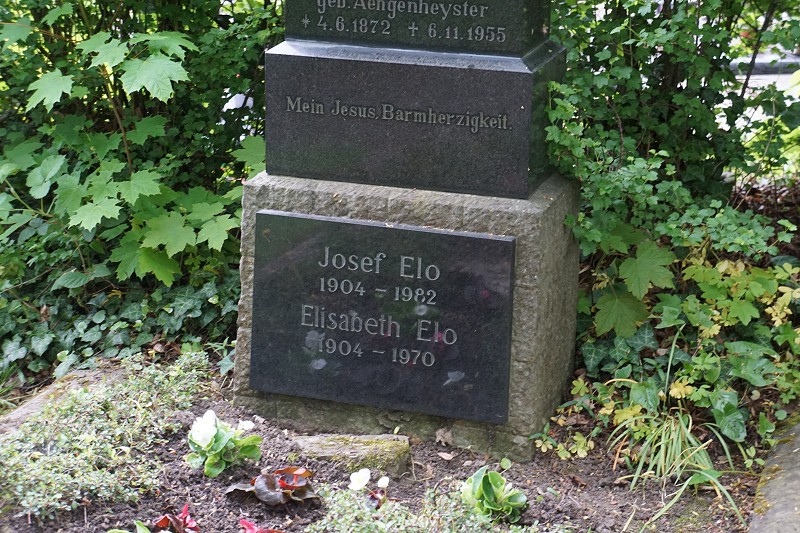 geb. Aengenheyster
* 4.6.1872 + 6.11.1955
Mein Jesus, Barmherzigkeit.
Josef Elo
1904 – 1982
Elisabeth Elo
1904 – 1970